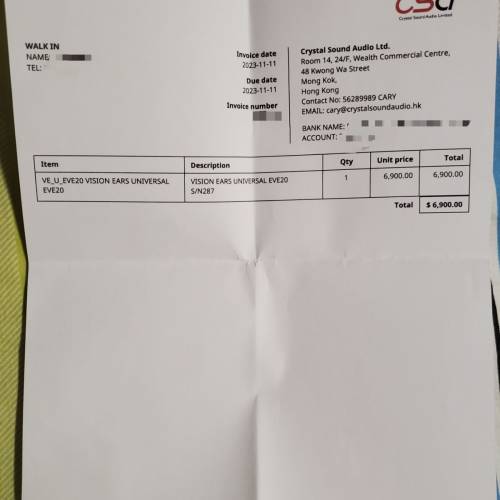 CSA
Crystal Sound Audio Limited
WALK IN
NAME
TEL:
Invoice date
2023-11-11
Due date
2023-11-11
Invoice number
Crystal Sound Audio Ltd.
Room 14, 24/F, Wealth Commercial Centre,
48 Kwong Wa Street
Mong Kok,
Hong Kong
Contact No: 56289989 CARY
EMAIL: cary@crystalsoundaudio.hk
BANK NAME:
ACCOUNT:
Item Description Qty Unit price Total
VE_U_EVE20 VISION EARS UNIVERSAL EVE20 VISION EARS UNIVERSAL EVE20 S/N287 1 6,900.00 6,900.00
Total $ 6,900.00